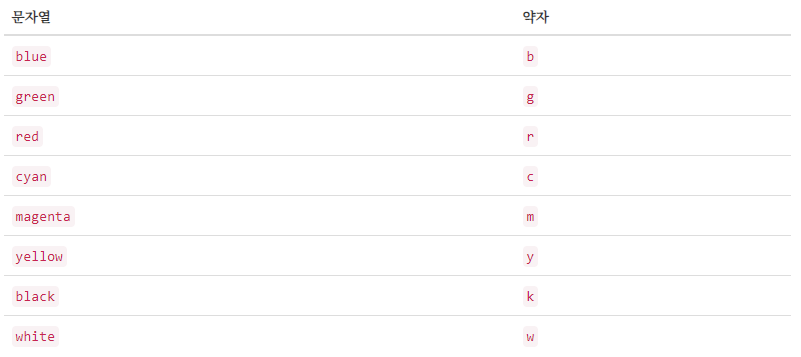 문자열 약자
blue b
green g
red r
cyan c
magenta m
yellow y
black k
white w